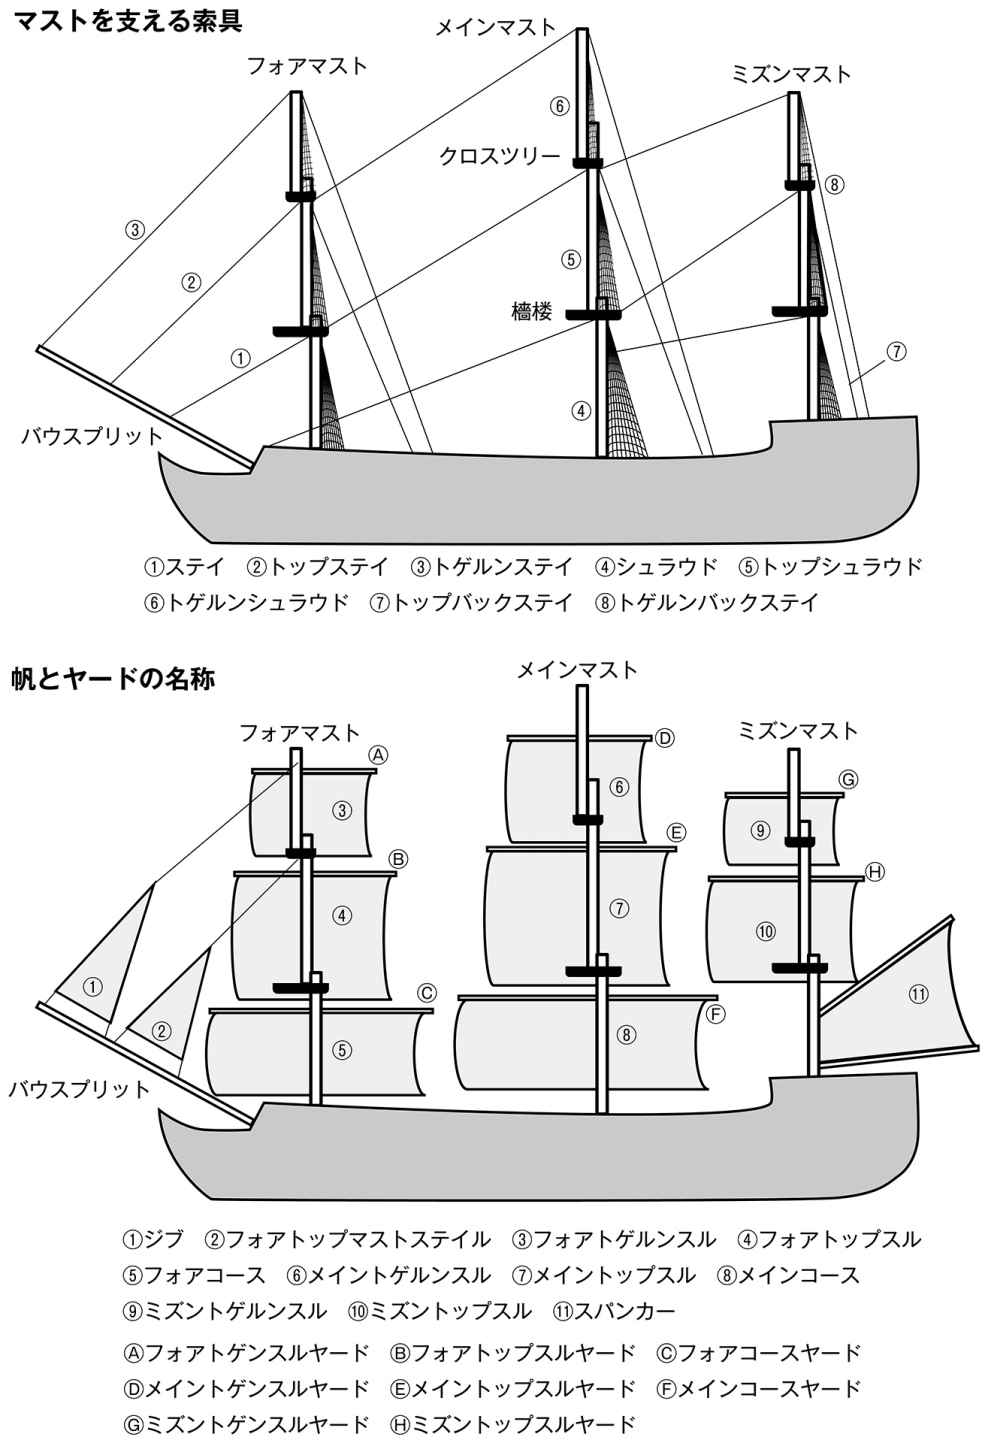 マストを支える索具
メインマスト
フォアマスト
ミズンマスト
⑥
クロスツリー
⑧
③
⑤
②
檣楼
①
⑦
④
バウスプリット
①ステイ ②トップステイ ③トゲルンステイ ④シュラウド ⑤トップシュラウド
⑥トゲルンシュラウド ⑦トップバックステイ ⑧トゲルンバックステイ
帆とヤードの名称
メインマスト
フォアマスト
ミズンマスト
Ⓐ
Ⓓ
Ⓖ
③
⑥
⑨
Ⓔ
Ⓑ
Ⓗ
④
⑦
⑩
①
Ⓒ
⑪
Ⓕ
②
⑤
⑧
バウスプリット
①ジブ ②フォアトップマストステイル ③フォアトゲルンスル ④フォアトップスル
⑤フォアコース ⑥メイントゲルンスル ⑦メイントップスル ⑧メインコース
⑨ミズントゲルンスル ⑩ミズントップスル ⑪スパンカー
Ⓐフォアトゲンスルヤード Ⓑフォアトップスルヤード Ⓒフォアコースヤード
Ⓓメイントゲンスルヤード Ⓔメイントップスルヤード Ⓕメインコースヤード
Ⓖミズントゲンスルヤード Ⓗミズントップスルヤード